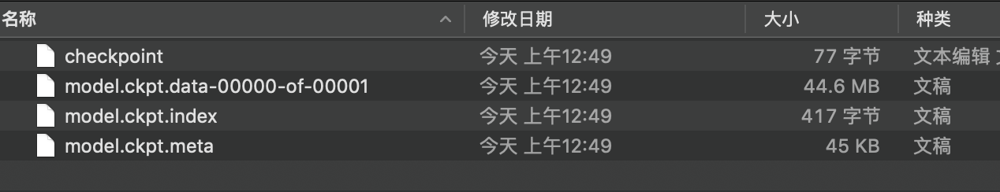 名称 修改日期 大小 种类
checkpoint 今天 上午12:49 77 字节 文本编辑
model.ckpt.data-00000-of-00001 今天 上午12:49 44.6 MB 文稿
model.ckpt.index 今天 上午12:49 417 字节 文稿
model.ckpt.meta 今天 上午12:49 45 KB 文稿